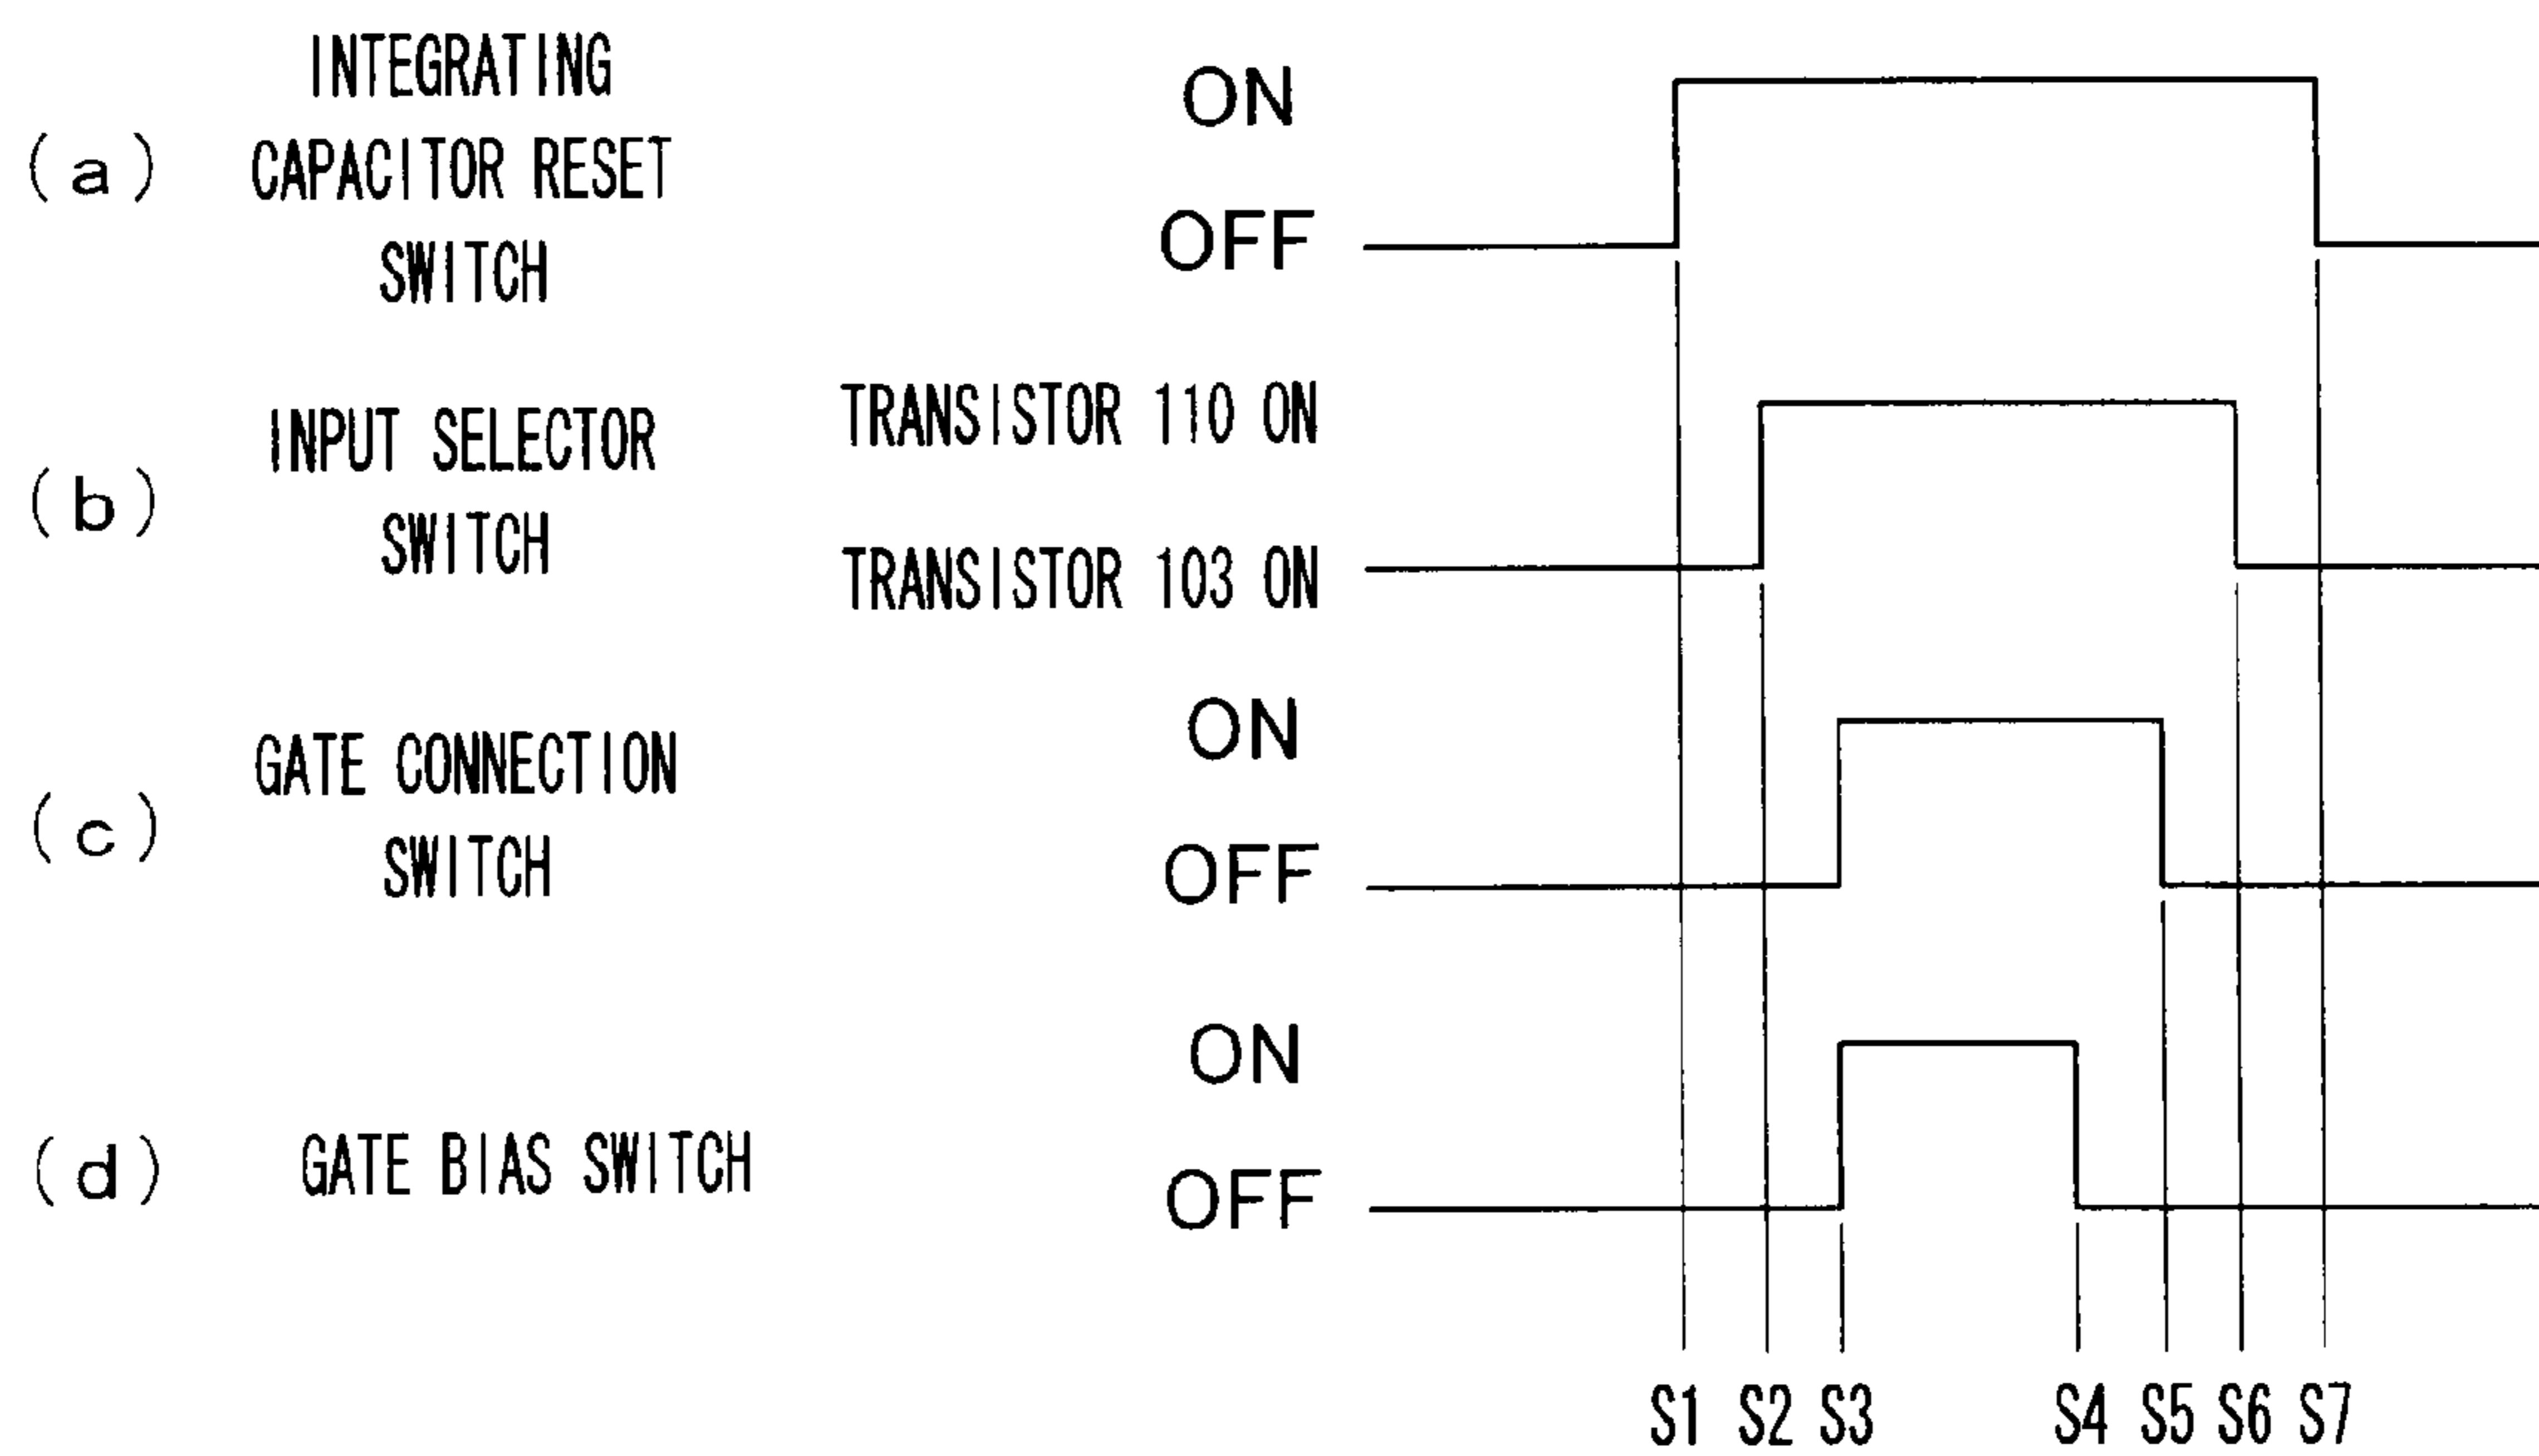 (a)
INTEGRATING
CAPACITOR RESET
SWITCH
ON
OFF
(b)
INPUT SELECTOR
SWITCH
TRANSISTOR 110 ON
TRANSISTOR 103 ON
(c)
GATE CONNECTION
SWITCH
ON
OFF
(d)
GATE BIAS SWITCH
ON
OFF
S1 S2 S3 S4 S5 S6 S7